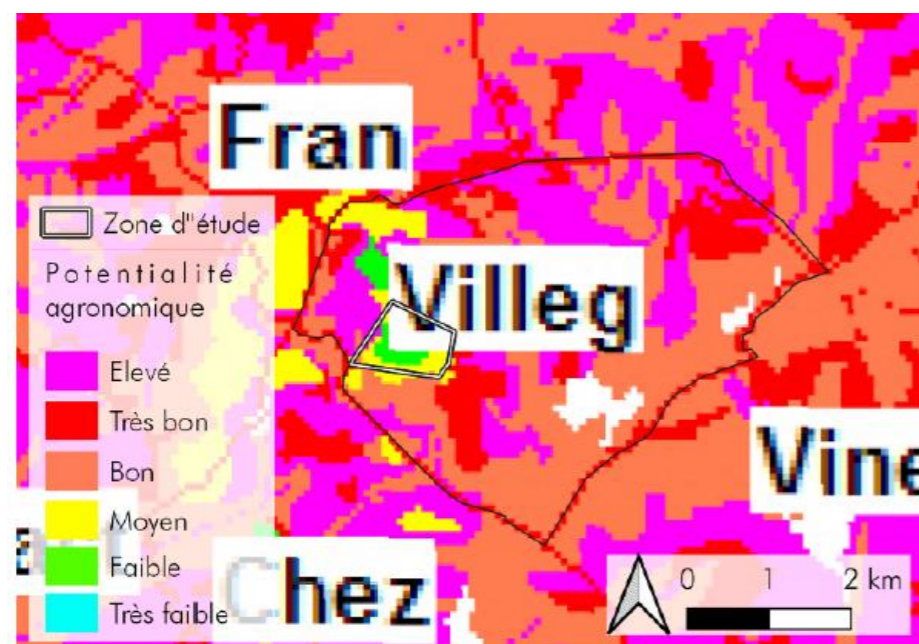 Fran
Zone d"étude
Potentialité
agronomique
Villeg
Elevé
Très bon
Bon
Vine
Moyen
Faible
Chez
Très faible
0 1 2 km